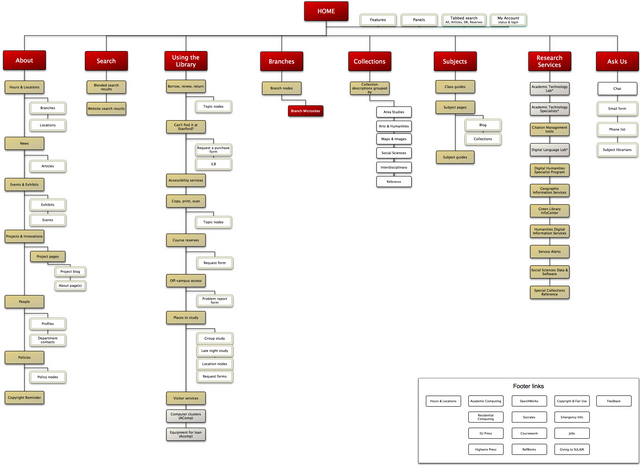 HOME
Features
Panels
Tabbed search
All, Articles, SW, Reserves
My Account
status & login
About
Search
Using the
Library
Branches
Collections
Subjects
Research
Services
Ask Us
Hours & Locations
Branches
Locations
News
Articles
Events & Exhibits
Exhibits
Events
Projects & Innovations
Project pages
Project blog
About page(s)
People
Profiles
Department
contacts
Policies
Policy nodes
Copyright Reminder
Blended search
results
Website search results
Borrow, renew, return
Topic nodes
Can't find it at
Stanford?
Request a purchase
form
ILB
Accessibility services
Copy, print, scan
Topic nodes
Course reserves
Request form
Off-campus access
Problem report
form
Places to study
Group study
Late night study
Location nodes
Request forms
Visitor services
Computer clusters
(AComp)
Equipment for loan
(Acomp)
Branch nodes
Branch Microsites
Collection
descriptions grouped
by
Area Studies
Arts & Humanities
Maps & Images
Social Sciences
Interdisciplinary
Reference
Class guides
Subject pages
Blog
Collections
Subject guides
Academic Technology
Lab*
Academic Technology
Specialists*
Citation Management
tools
Digital Language Lab*
Digital Humanities
Specialist Program
Geographic
Information Services
Green Library
InfoCenter
Humanities Digital
Information Services
Service Alerts
Social Sciences Data &
Software
Special Collections
Reference
Chat
Email form
Phone list
Subject librarians
Footer links
Hours & Locations
Academic Computing
SearchWorks
Copyright & Fair Use
Feedback
Residential
Computing
Socrates
Emergency Info
SU Press
Coursework
Jobs
Highwire Press
RefWorks
Giving to SULAIR